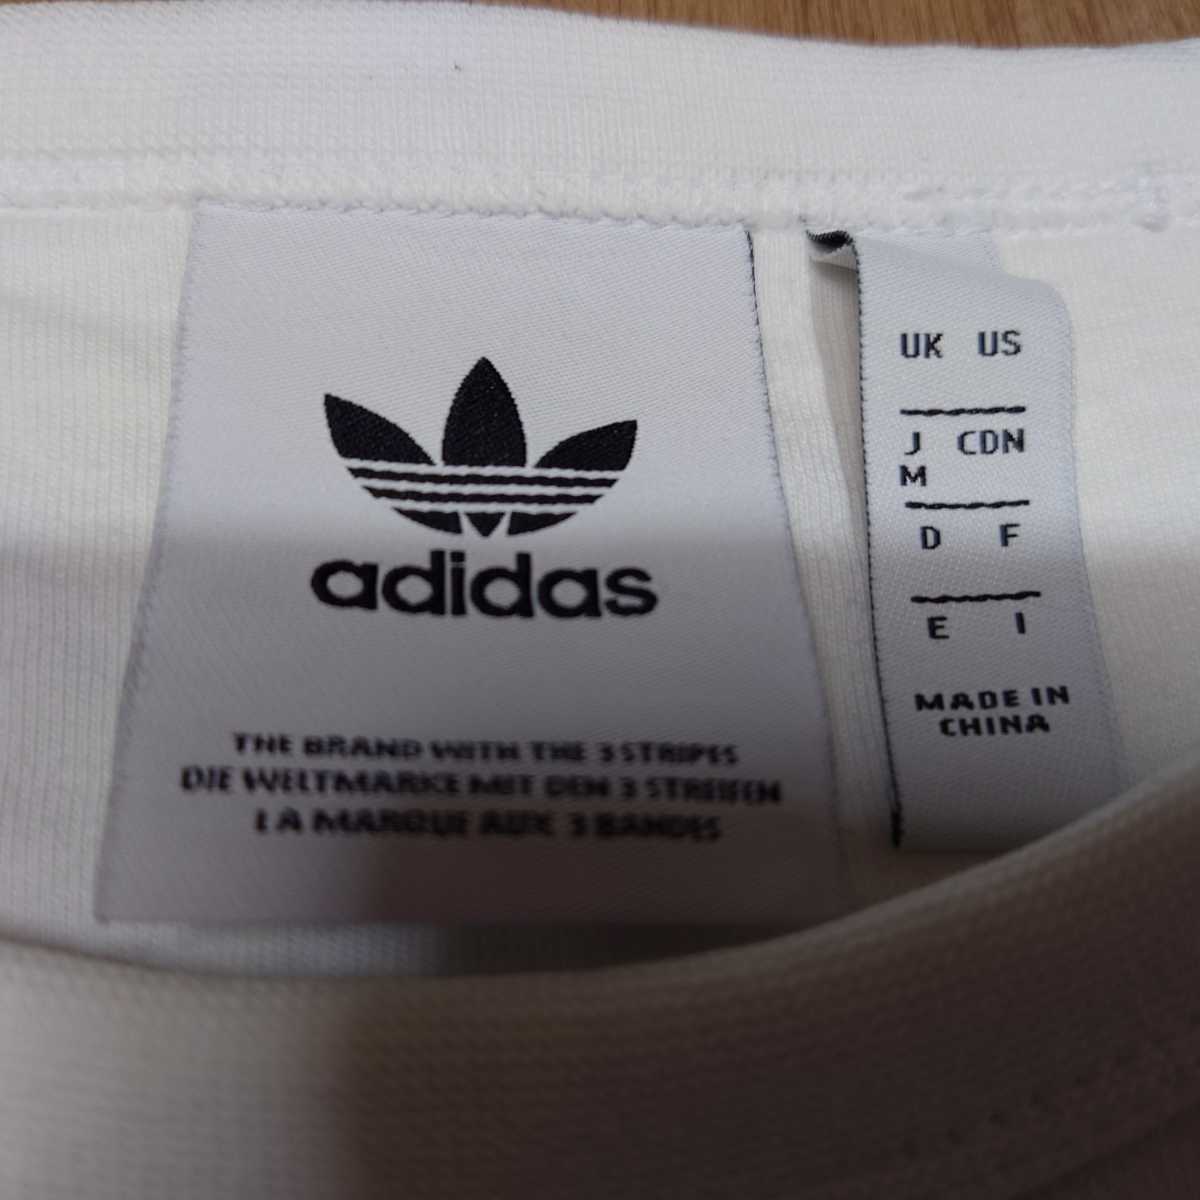 adidas
THE BRAND WITH THE 3 STRIPES
DIE WELTMARKE MIT DEN 3 STREIFEN
LA MARQUE AUX 3 BANDES
UK US
J CDN
M
D F
E I
MADE IN
CHINA